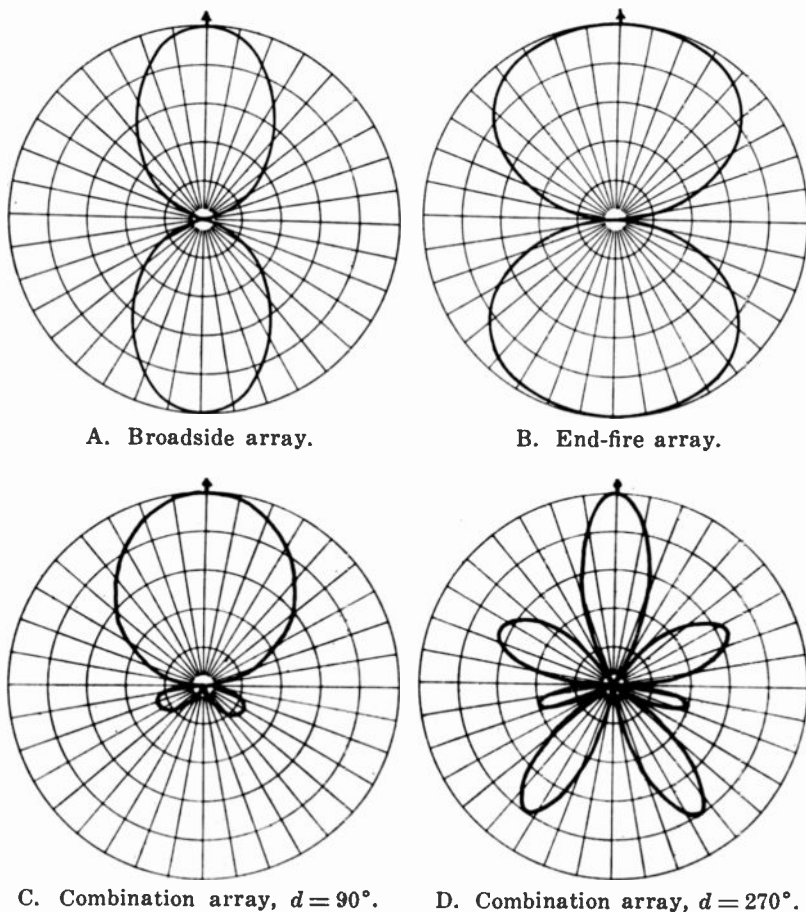 A. Broadside array.
B. End-fire array.
C. Combination array, d = 90°.
D. Combination array, d = 270°.